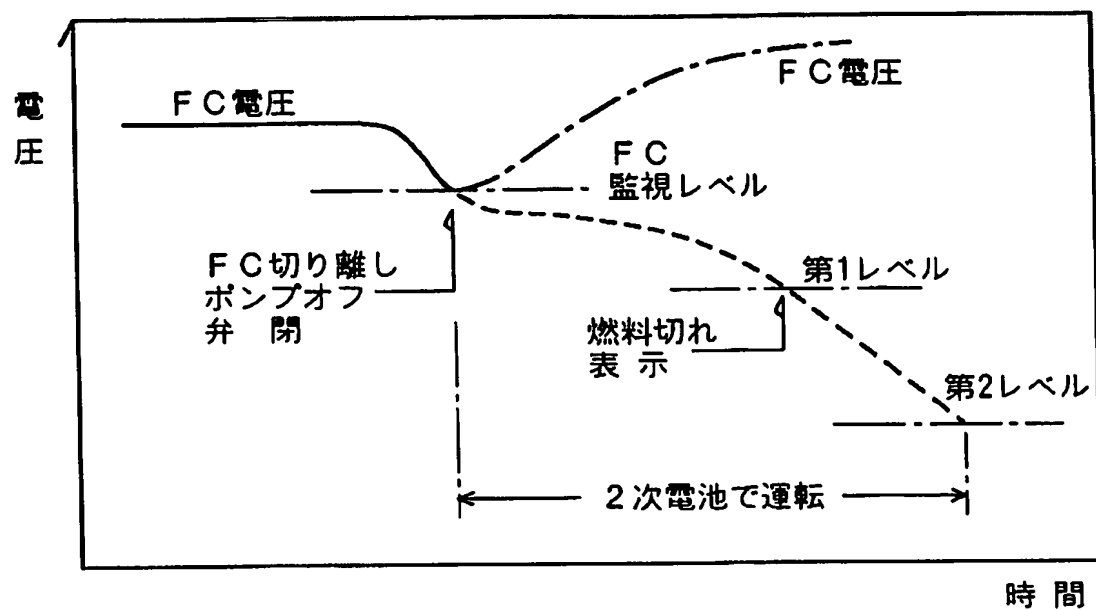 電圧
FC電圧
FC電圧
FC
監視レベル
FC切り離し
ポンプオフ
弁 閉
第1レベル
燃料切れ
表 示
第2レベル
2次電池で運転
時 間